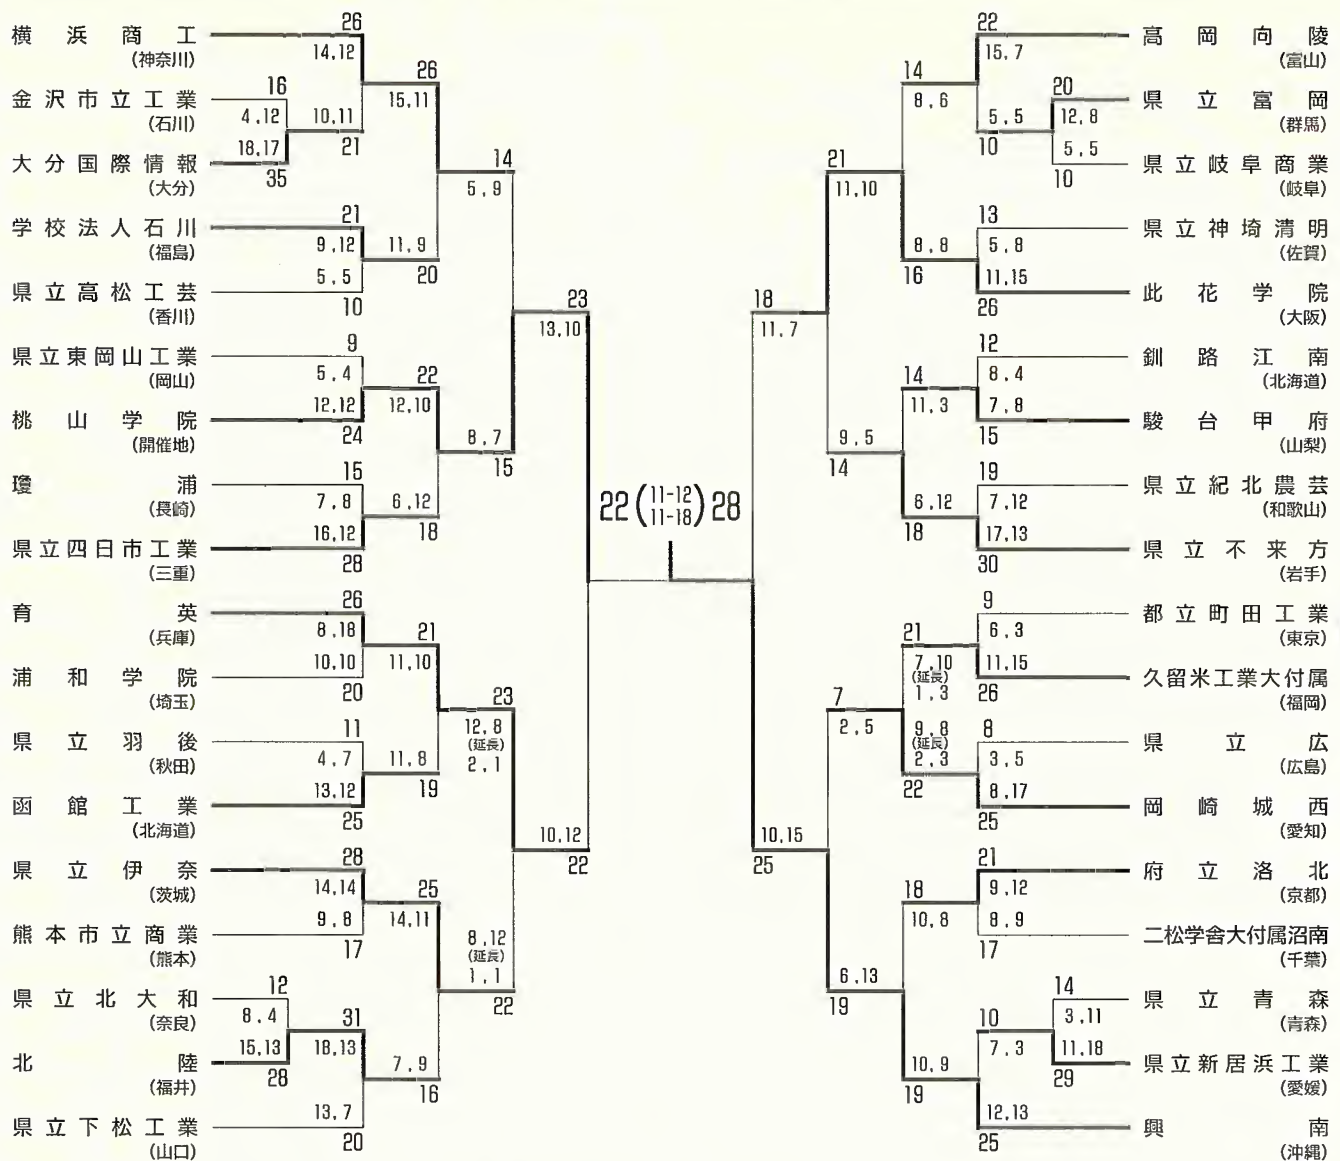 横浜商工
(神奈川)
26
14,12
金沢市立工業
(石川)
16
4,12
10,11
21
大分国際情報
(大分)
18,17
35
26
15,11
学校法人石川
(福島)
21
9,12
11,9
20
県立高松工芸
(香川)
5,5
10
14
5,9
県立東岡山工業
(岡山)
9
5,4
22
12,10
桃山学院
(開催地)
12,12
24
8,7
15
瓊浦
(長崎)
15
7,8
6,12
18
県立四日市工業
(三重)
16,12
28
23
13,10
育英
(兵庫)
26
8,18
21
11,10
浦和学院
(埼玉)
10,10
20
23
12,8
(延長)
2,1
県立羽後
(秋田)
11
4,7
11,8
19
函館工業
(北海道)
13,12
25
10,12
22
県立伊奈
(茨城)
28
14,14
25
14,11
熊本市立商業
(熊本)
9,8
17
8,12
(延長)
1,1
22
県立北大和
(奈良)
12
8,4
31
18,13
北陸
(福井)
15,13
28
7,9
16
県立下松工業
(山口)
13,7
20
22(11-12 11-18)28
22
15,7
高岡向陵
(富山)
14
8,6
20
12,8
県立富岡
(群馬)
5,5
10
5,5
10
県立岐阜商業
(岐阜)
21
11,10
13
5,8
県立神埼清明
(佐賀)
8,8
16
11,15
26
此花学院
(大阪)
18
11,7
12
8,4
釧路江南
(北海道)
14
11,3
7,8
15
駿台甲府
(山梨)
9,5
14
19
7,12
県立紀北農芸
(和歌山)
6,12
18
17,13
30
県立不来方
(岩手)
9
6,3
都立町田工業
(東京)
21
7,10
(延長)
1,3
11,15
26
久留米工業大付属
(福岡)
7
2,5
9,8
(延長)
2,3
22
8
3,5
県立広
(広島)
8,17
25
岡崎城西
(愛知)
10,15
25
21
9,12
府立洛北
(京都)
18
10,8
8,9
17
二松学舎大付属沼南
(千葉)
6,13
19
14
3,11
県立青森
(青森)
10
7,3
11,18
29
県立新居浜工業
(愛媛)
10,9
19
12,13
25
興南
(沖縄)